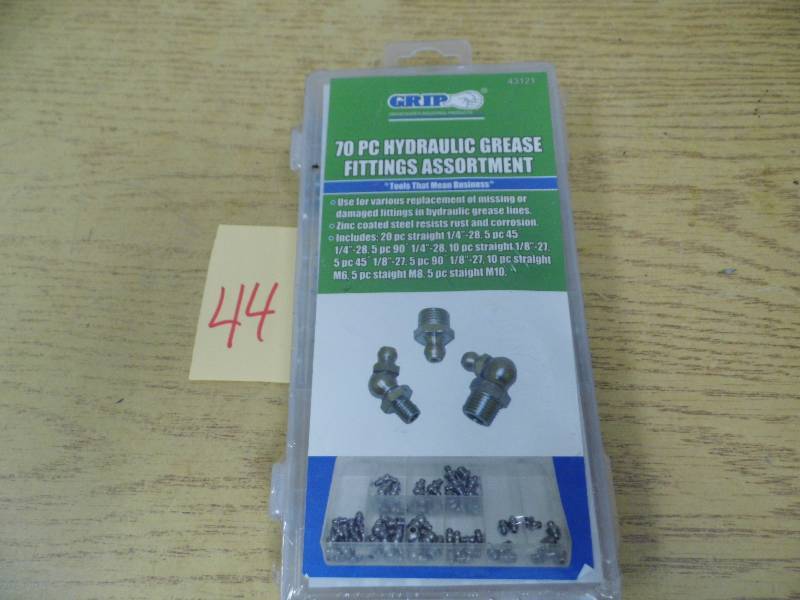 43121
GRIP®
70 PC HYDRAULIC GREASE
FITTINGS ASSORTMENT
"Tools That Mean Business"
Use for various replacement of missing or
damaged fittings in hydraulic grease lines.
Zinc coated steel resists rust and corrosion.
Includes: 20 pc straight 1/4"-28, 5 pc 45°
1/4"-28, 5 pc 90° 1/4"-28, 10 pc straight 1/8"-27,
5 pc 45° 1/8"-27, 5 pc 90° 1/8"-27, 10 pc straight
M6, 5 pc staight M8, 5 pc staight M10.
44